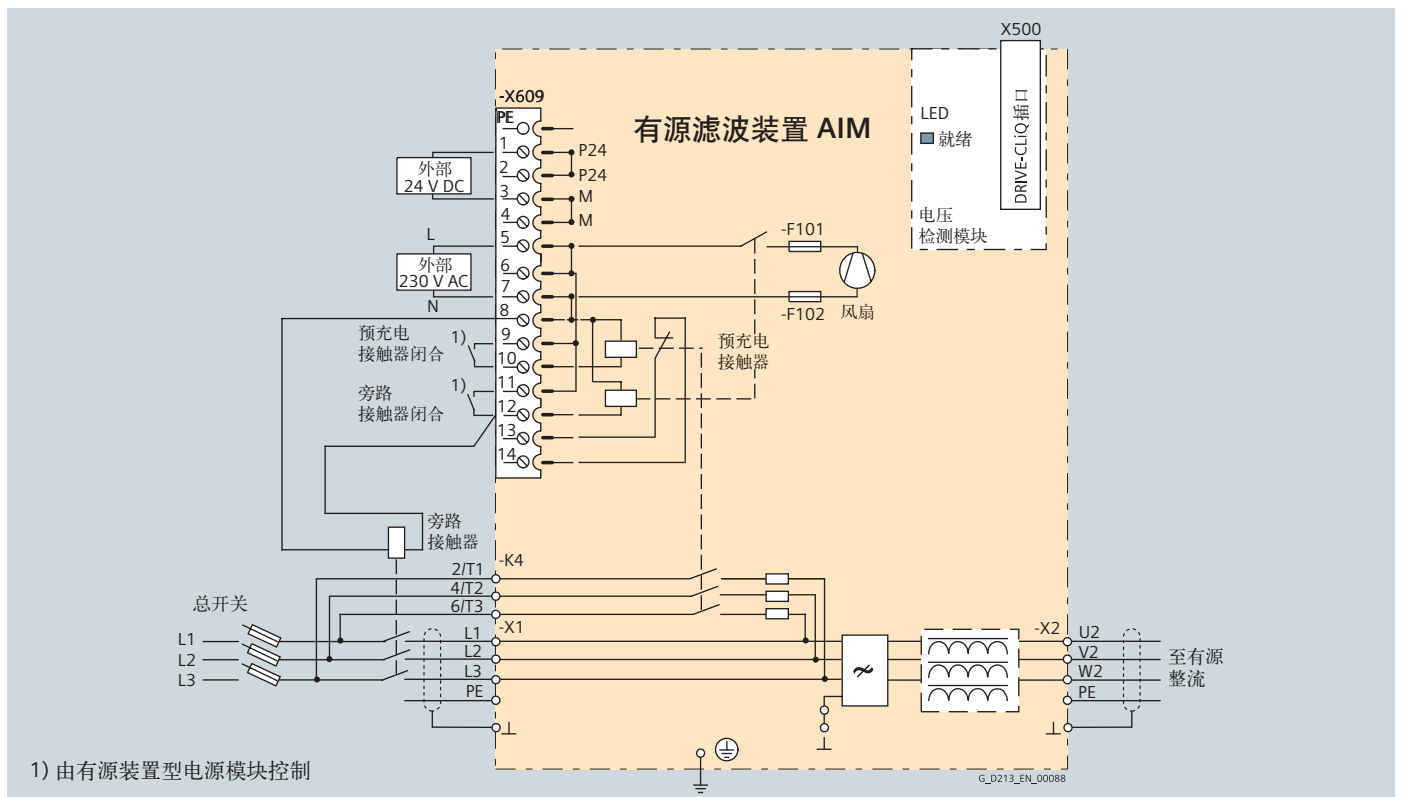 X500
-X609
PE
有源滤波装置 AIM
LED
就绪
DRIVE-CLiQ插口
电压
检测模块
1
P24
外部
24 V DC
2
P24
3
M
4
M
L
5
-F101
外部
230 V AC
6
7
N
-F102
风扇
8
预充电
接触器闭合
1)
9
10
预充电
接触器
旁路
接触器闭合
1)
11
12
13
14
旁路
接触器
-K4
2/T1
4/T2
6/T3
总开关
-X1
-X2
L1
L1
U2
L2
L2
V2
L3
L3
W2
PE
PE
至有源
整流
1) 由有源装置型电源模块控制
G_D213_EN_00088